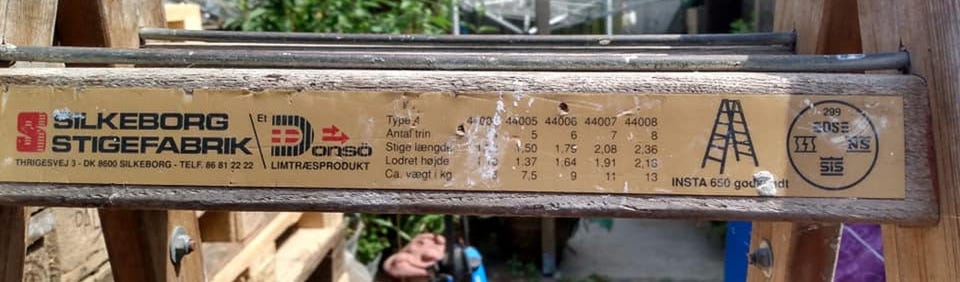 SILKEBORG
STIGEFABRIK
THRIGESVEJ 3 - DK 8600 SILKEBORG - TELF. 86 81 22 22
Et
Donsö
LIMTRÆSPRODUKT
Type 44005 44006 44007 44008
Antal trin 5 6 7 8
Stige længde 1,50 1,79 2,08 2,36
Lodret højde 1.37 1.64 1,91 2,18
Ca. vægt i kg 7,5 9 11 13
INSTA 650 godkendt
299
NS
SIS